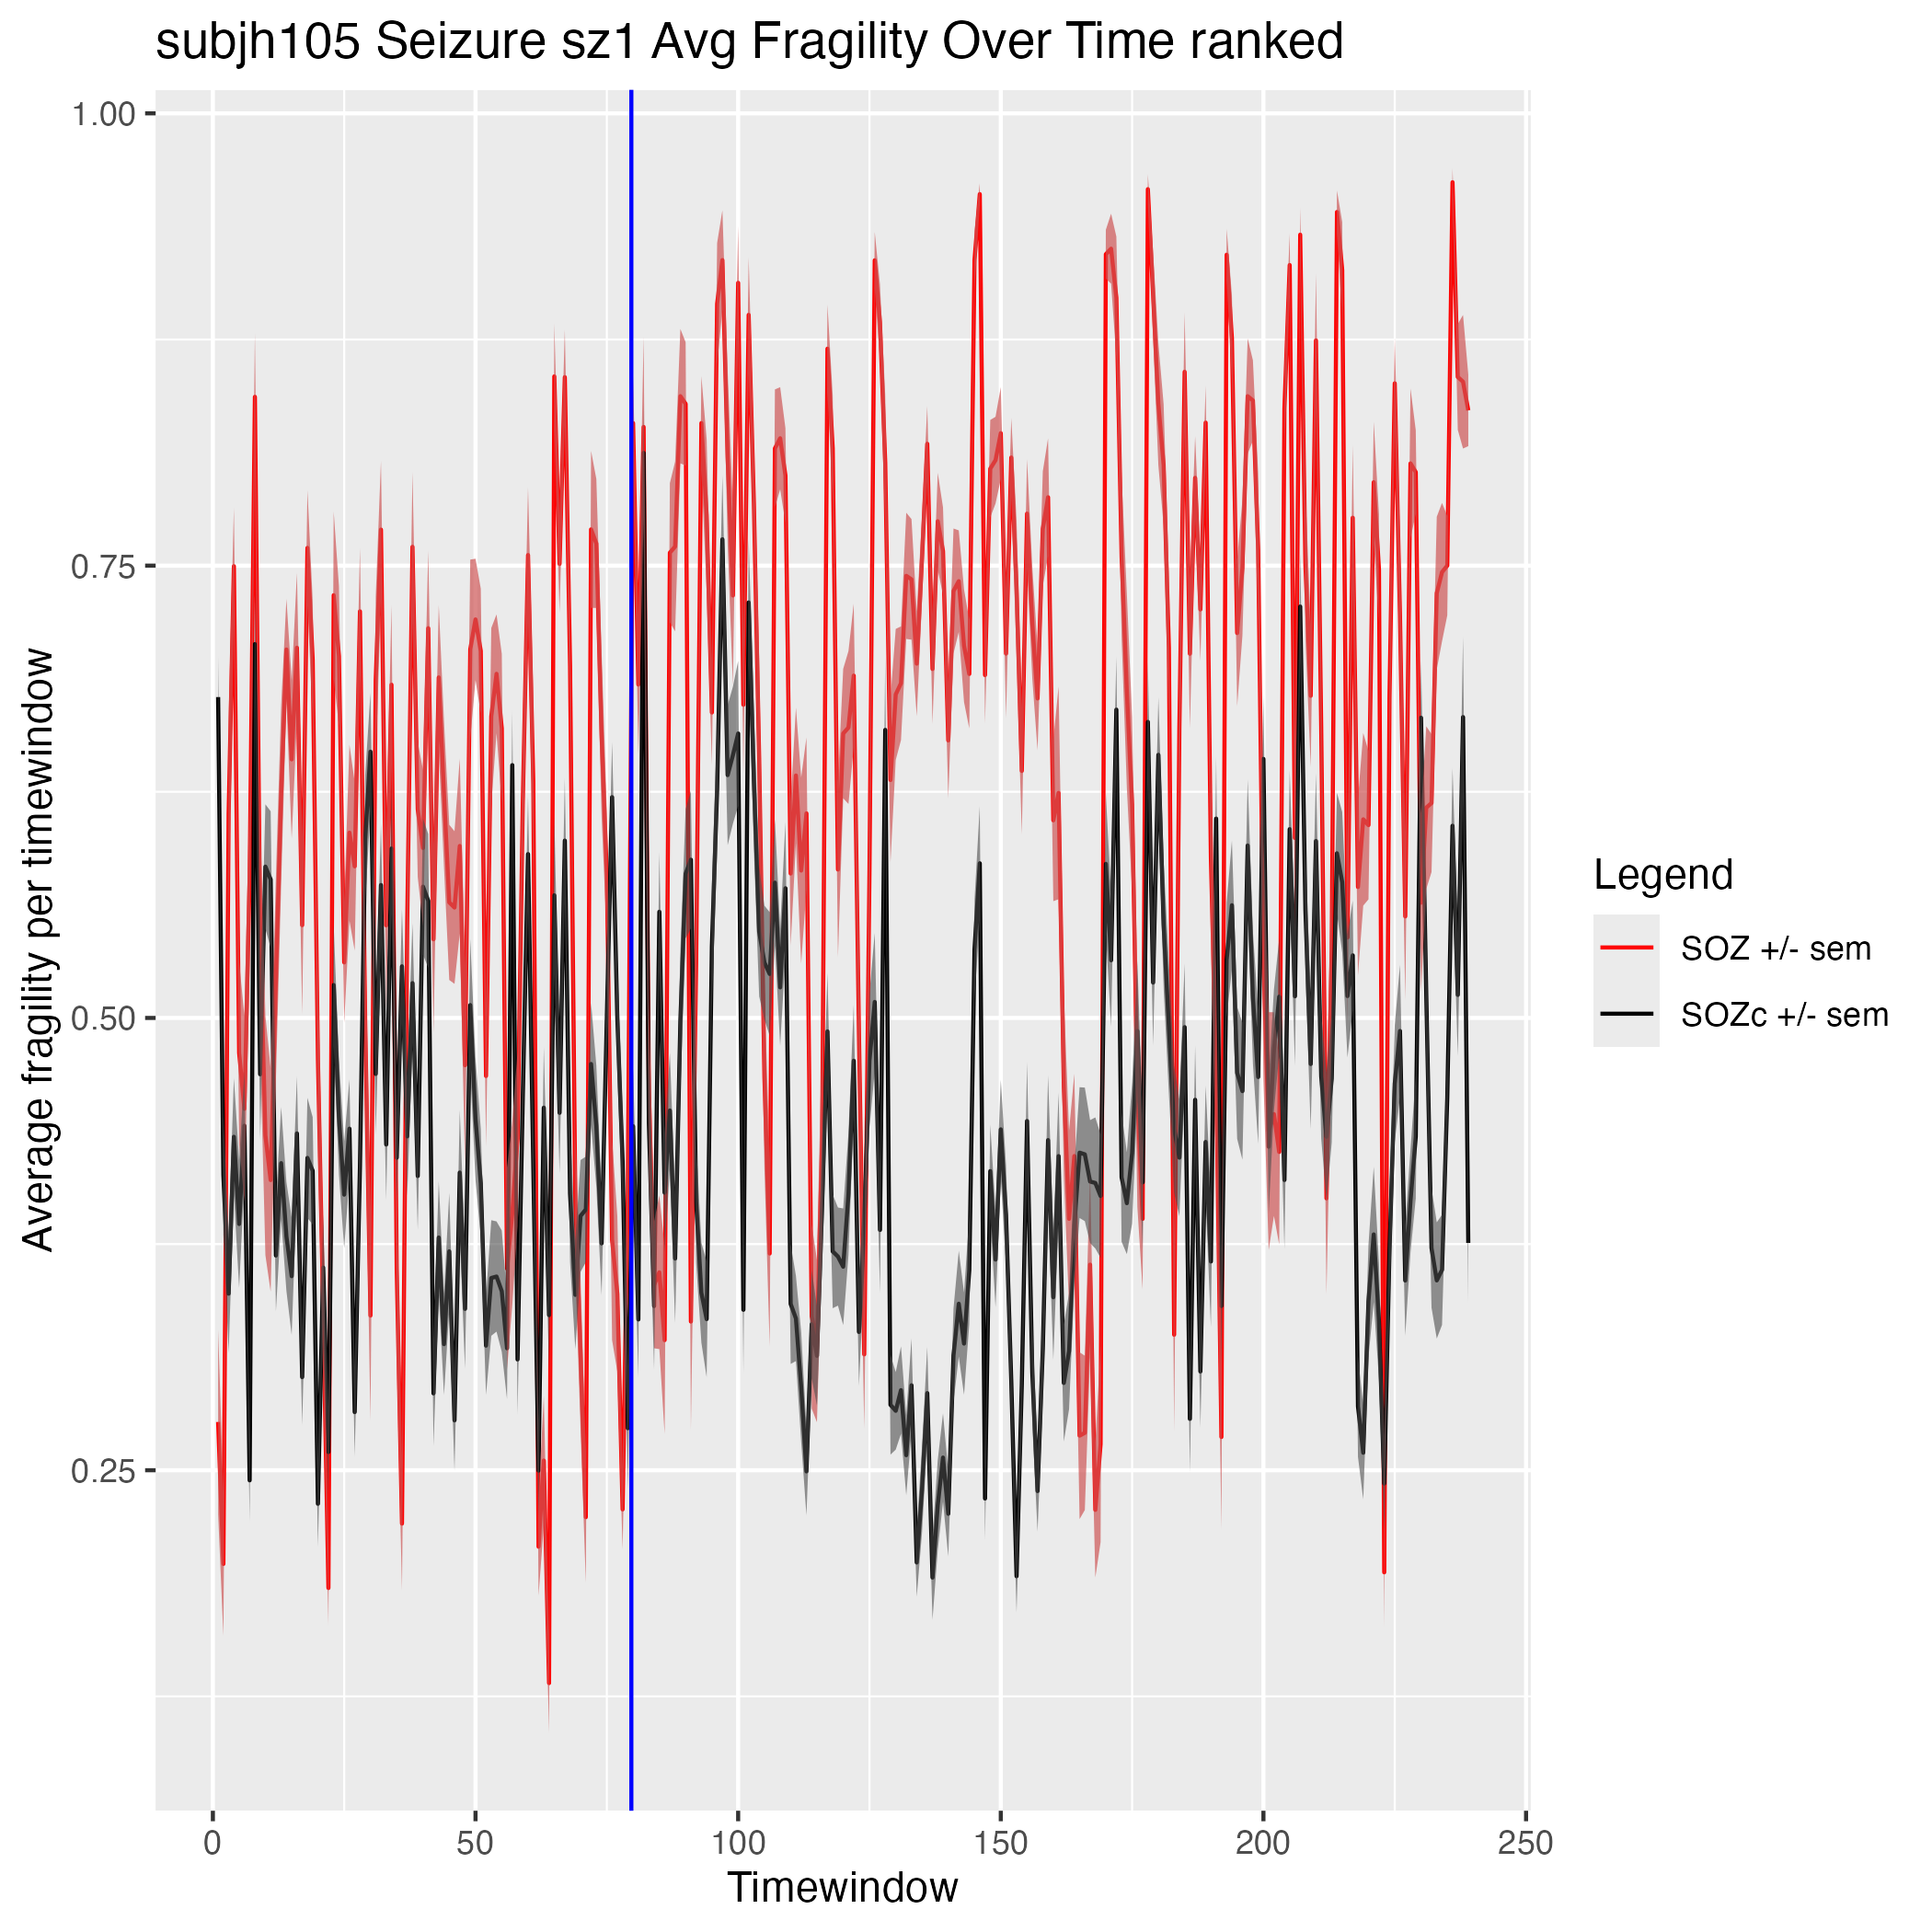 subjh105 Seizure sz1 Avg Fragility Over Time ranked
1.00
0.75
0.50
0.25
Average fragility per timewindow
0 50 100 150 200 250
Timewindow
Legend
SOZ +/- sem
SOZc +/- sem